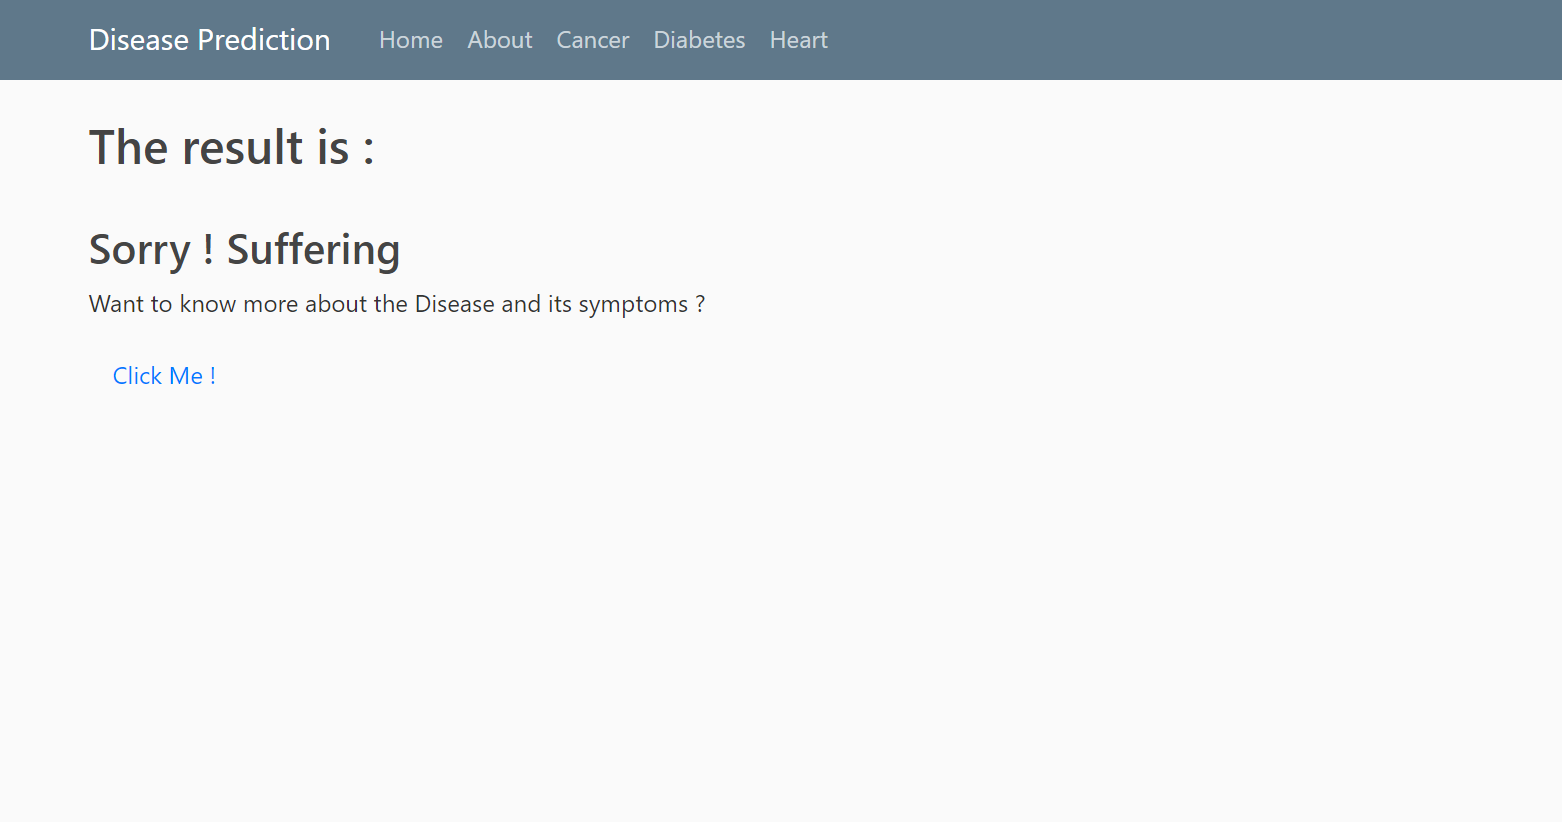 Disease Prediction Home About Cancer Diabetes Heart
The result is :
Sorry ! Suffering
Want to know more about the Disease and its symptoms ?
Click Me !